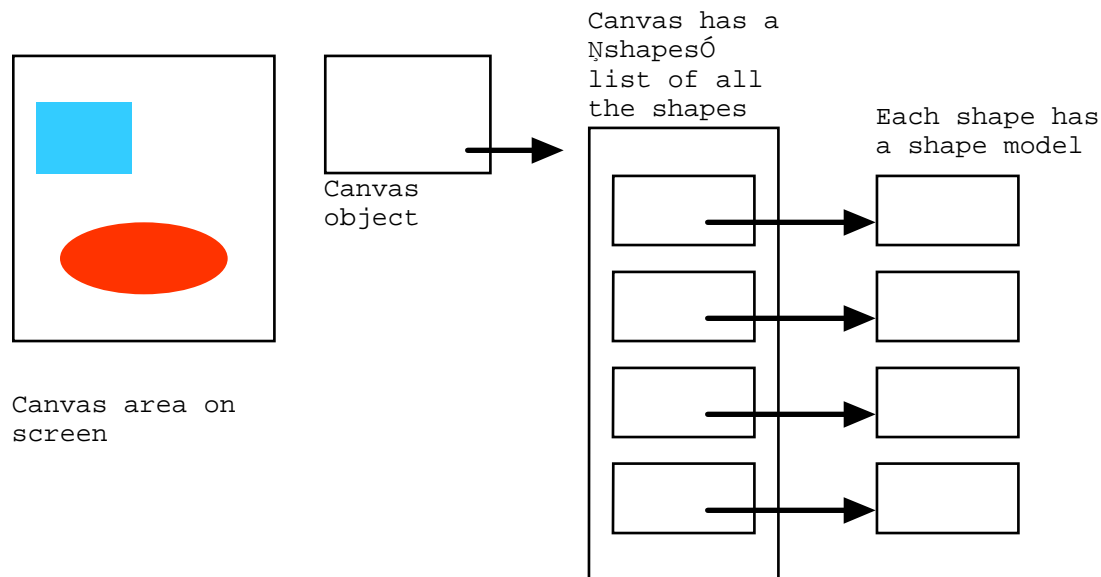 Canvas has a
ŅshapesÓ
list of all
the shapes
Each shape has
a shape model
Canvas
object
Canvas area on
screen